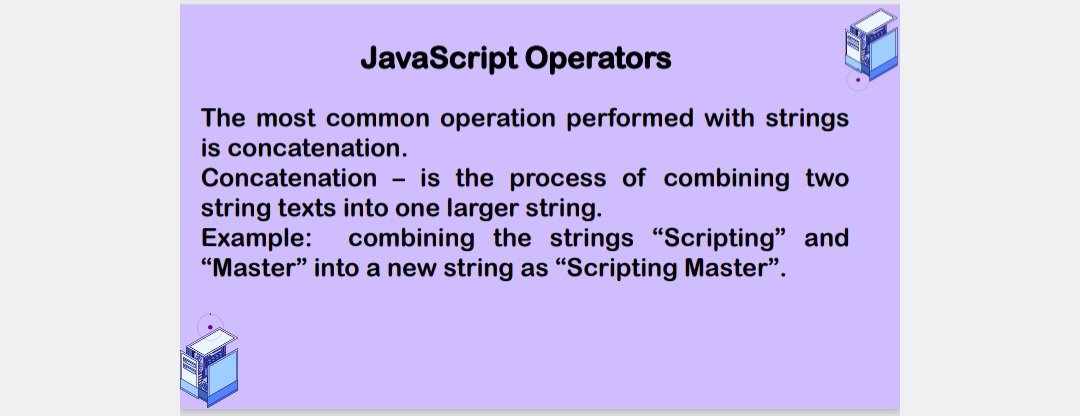 JavaScript Operators
The most common operation performed with strings
is concatenation.
Concatenation – is the process of combining two
string texts into one larger string.
Example: combining the strings “Scripting” and
“Master” into a new string as “Scripting Master”.